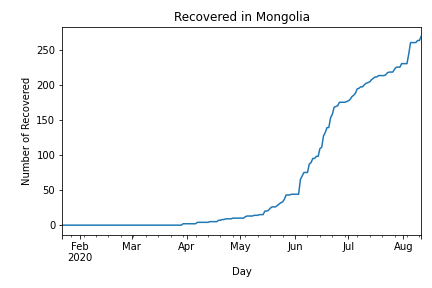 Recovered in Mongolia
Number of Recovered
250
200
150
100
50
0
Feb Mar Apr May Jun Jul Aug
2020
Day